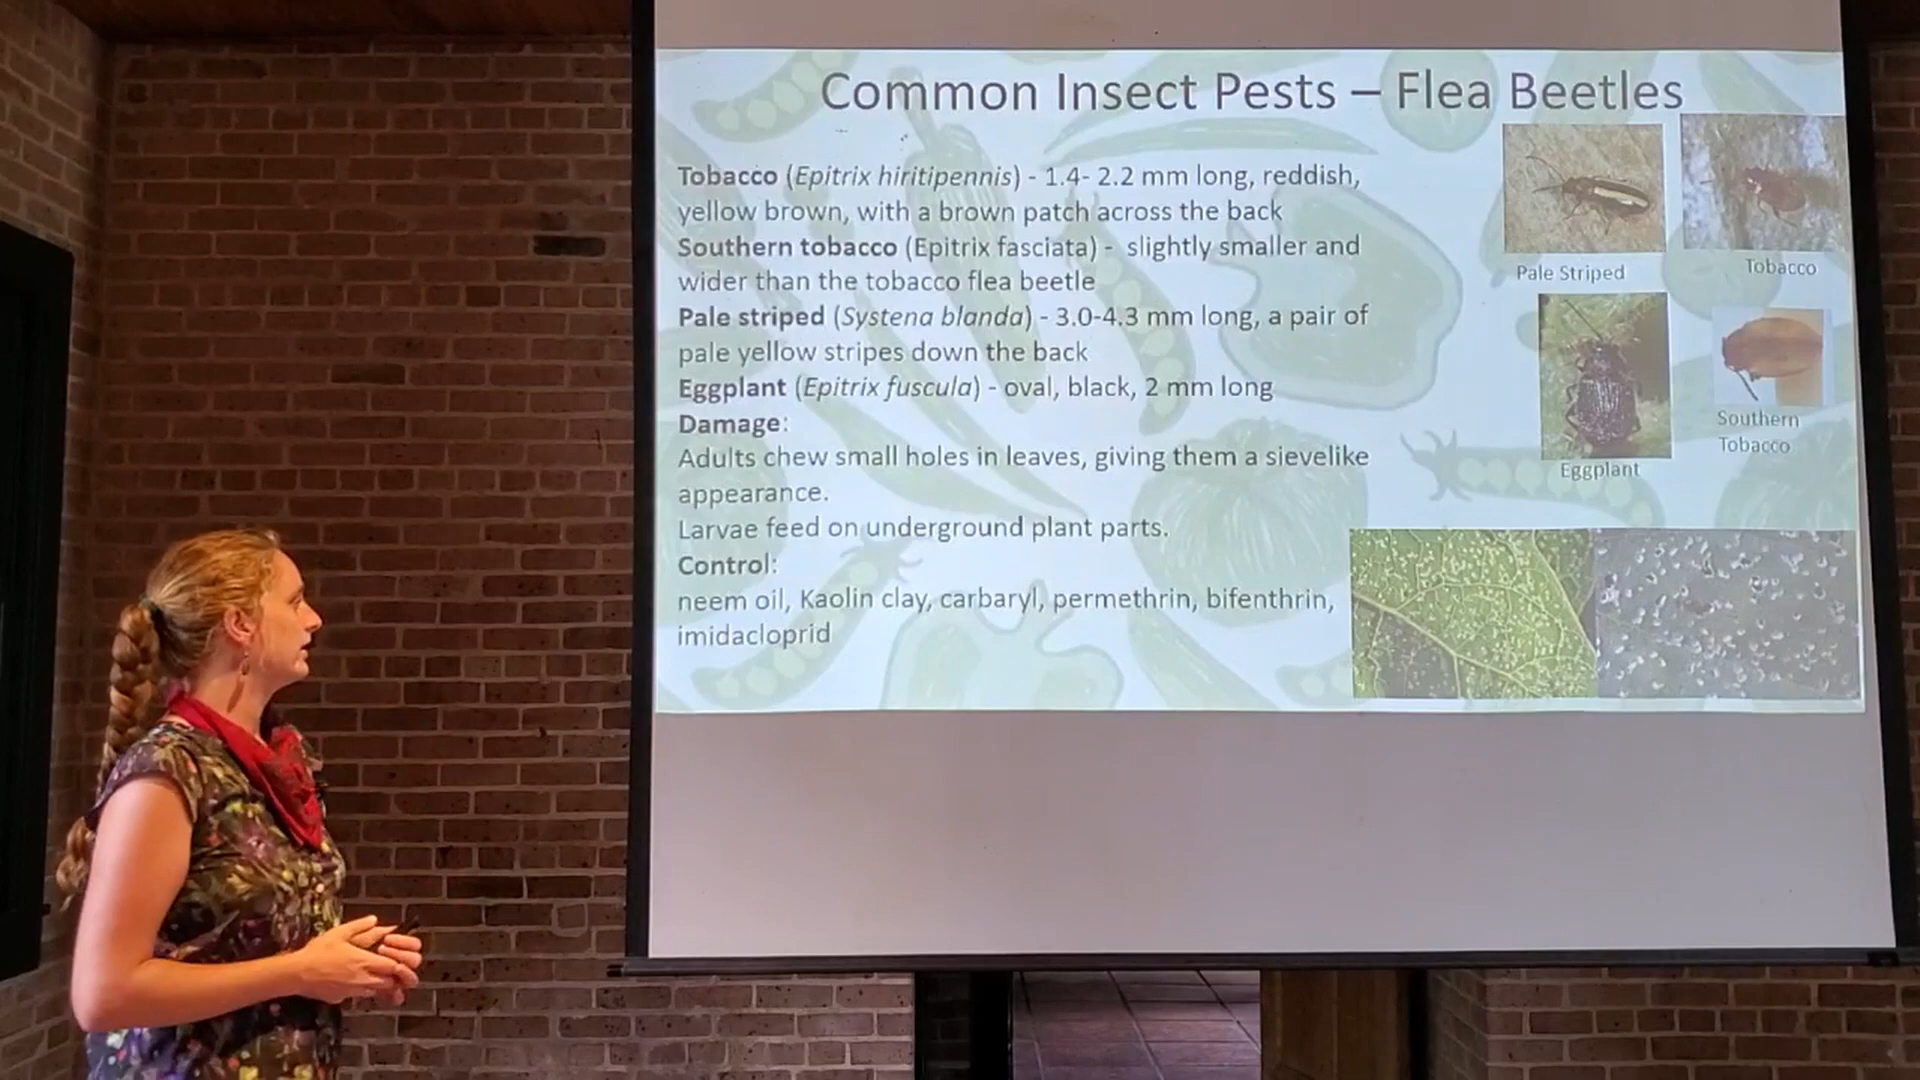 Common Insect Pests – Flea Beetles
Tobacco (Epitrix hiritipennis) - 1.4- 2.2 mm long, reddish,
yellow brown, with a brown patch across the back
Southern tobacco (Epitrix fasciata) - slightly smaller and
wider than the tobacco flea beetle
Pale striped (Systena blanda) - 3.0-4.3 mm long, a pair of
pale yellow stripes down the back
Eggplant (Epitrix fuscula) - oval, black, 2 mm long
Damage:
Adults chew small holes in leaves, giving them a sievelike
appearance.
Larvae feed on underground plant parts.
Control:
neem oil, Kaolin clay, carbaryl, permethrin, bifenthrin,
imidacloprid
Pale Striped
Tobacco
Eggplant
Southern
Tobacco